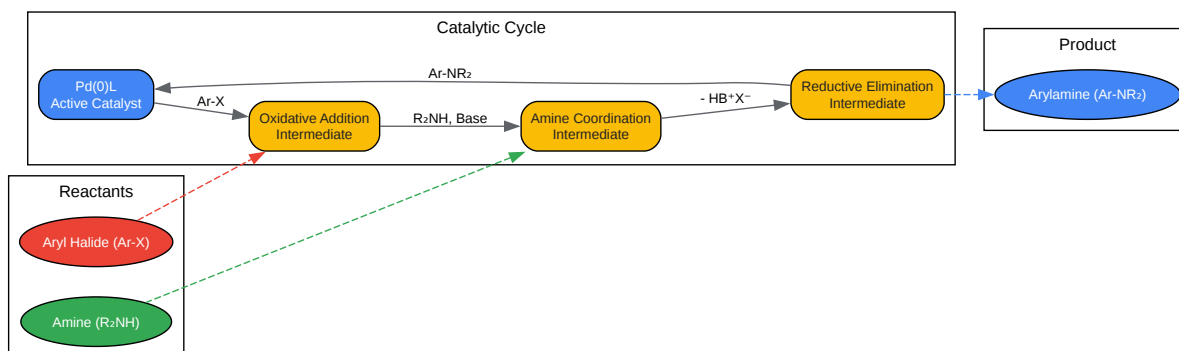 Catalytic Cycle
Product
Pd(0)L
Active Catalyst
Ar-X
Ar-NR₂
Oxidative Addition
Intermediate
R₂NH, Base
Amine Coordination
Intermediate
- HB⁺X⁻
Reductive Elimination
Intermediate
Arylamine (Ar-NR₂)
Reactants
Aryl Halide (Ar-X)
Amine (R₂NH)